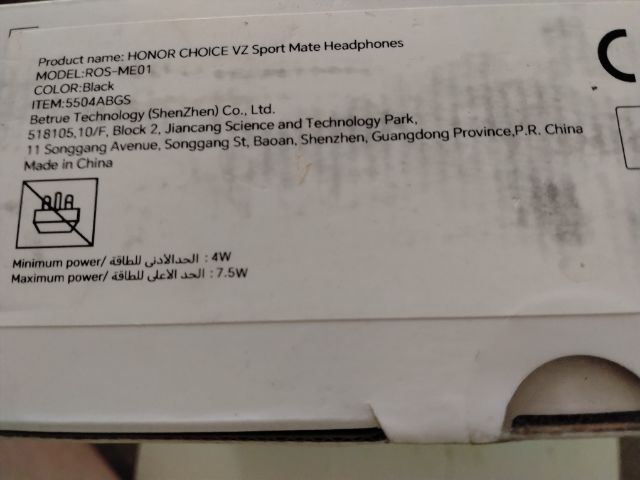 Product name: HONOR CHOICE VZ Sport Mate Headphones
MODEL:ROS-ME01
COLOR:Black
ITEM:5504ABGS
Betrue Technology (ShenZhen) Co., Ltd.
518105,10/F, Block 2, Jiancang Science and Technology Park,
11 Songgang Avenue, Songgang St, Baoan, Shenzhen, Guangdong Province,P.R. China
Made in China
Minimum power/ الحدالادنى للطاقة : 4W
Maximum power/ الحد الاعلى للطاقة : 7.5W